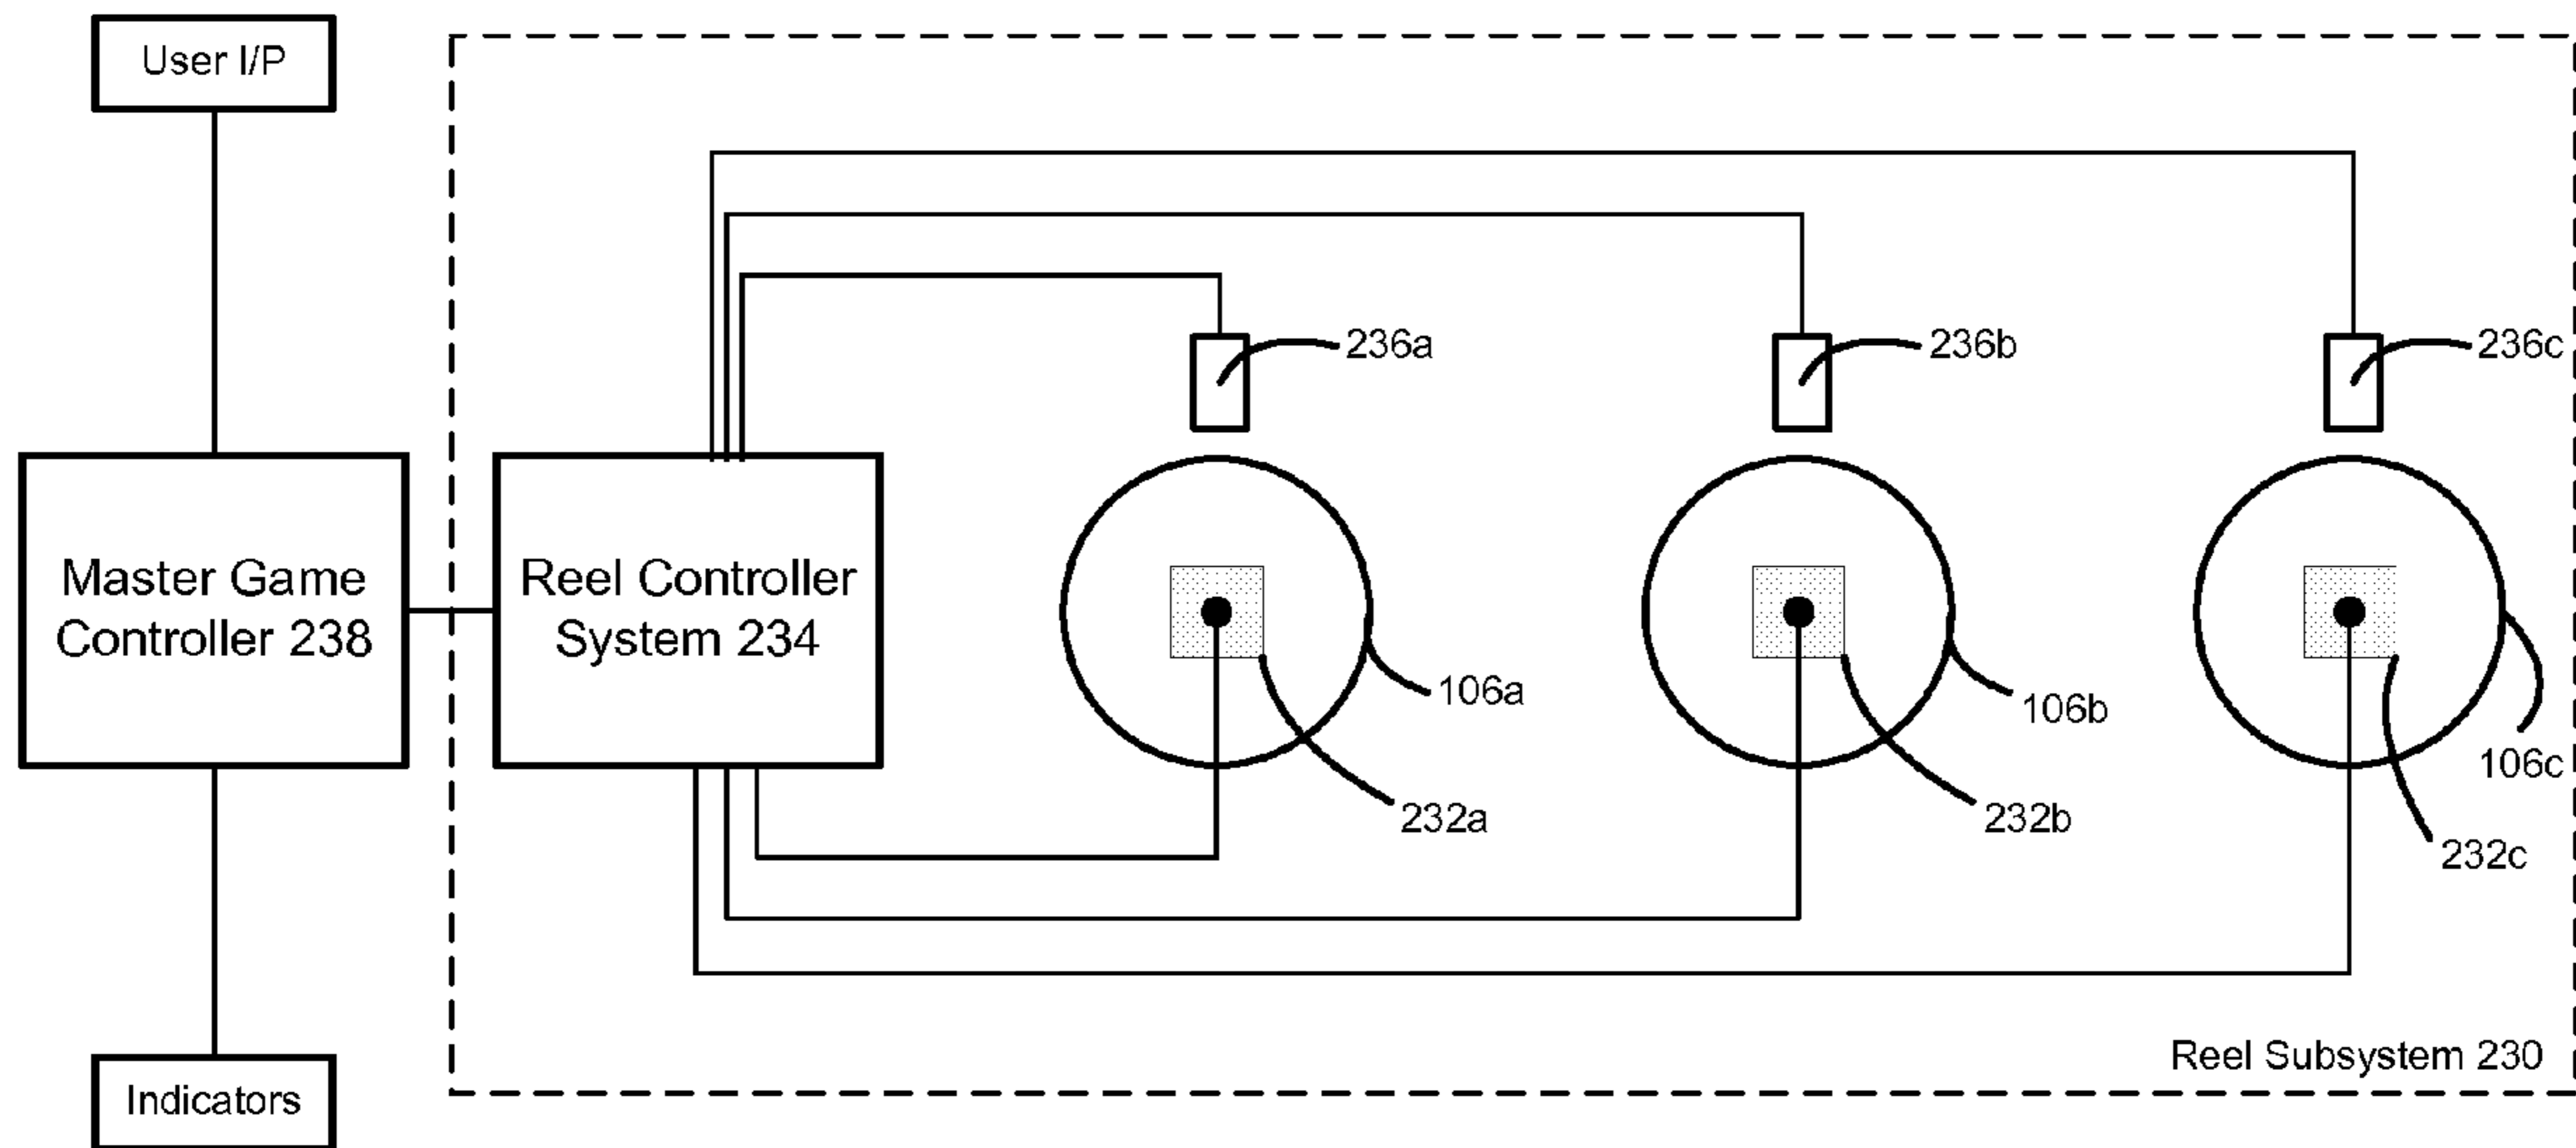 User I/P
236a
236b
236c
Master Game
Controller 238
Reel Controller
System 234
106a
106b
106c
232a
232b
232c
Reel Subsystem 230
Indicators